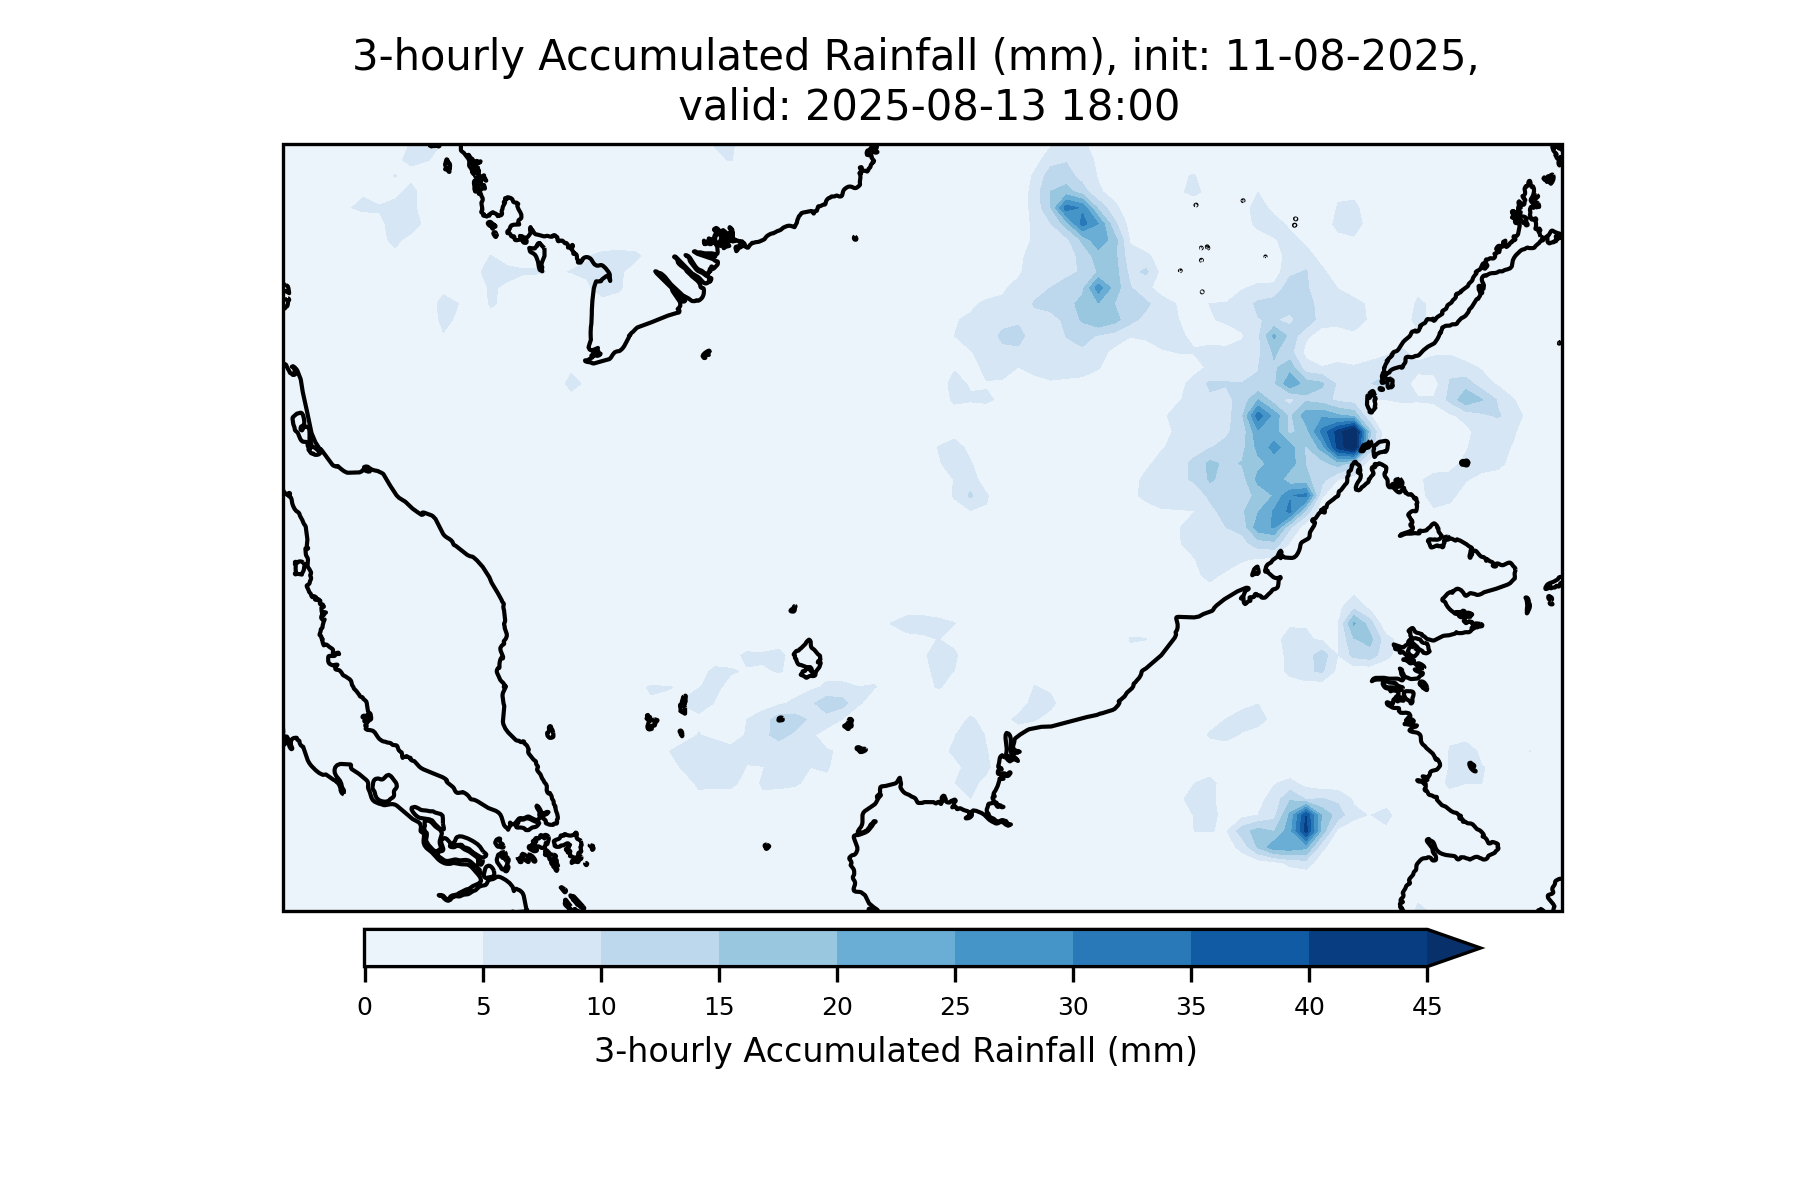 3-hourly Accumulated Rainfall (mm), init: 11-08-2025,
valid: 2025-08-13 18:00
0 5 10 15 20 25 30 35 40 45
3-hourly Accumulated Rainfall (mm)